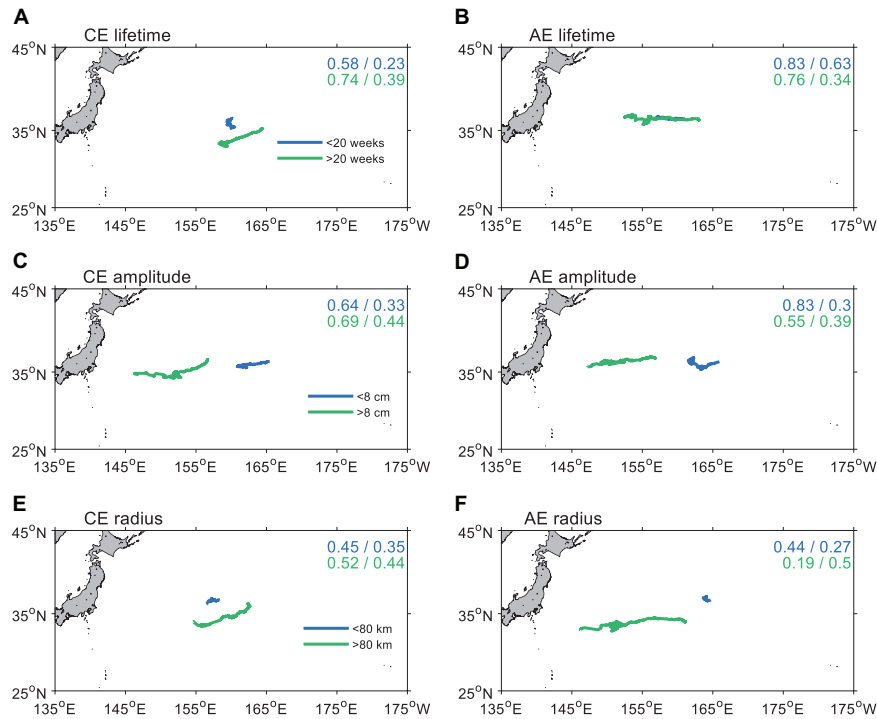 A
CE lifetime
45°N
35°N
25°N
0.58 / 0.23
0.74 / 0.39
<20 weeks
>20 weeks
135°E 145°E 155°E 165°E 175°W
B
AE lifetime
45°N
35°N
25°N
0.83 / 0.63
0.76 / 0.34
135°E 145°E 155°E 165°E 175°E 175°W
C
CE amplitude
45°N
35°N
25°N
0.64 / 0.33
0.69 / 0.44
<8 cm
>8 cm
135°E 145°E 155°E 165°E 175°W
D
AE amplitude
45°N
35°N
25°N
0.83 / 0.3
0.55 / 0.39
135°E 145°E 155°E 165°E 175°E 175°W
E
CE radius
45°N
35°N
25°N
0.45 / 0.35
0.52 / 0.44
<80 km
>80 km
135°E 145°E 155°E 165°E 175°W
F
AE radius
45°N
35°N
25°N
0.44 / 0.27
0.19 / 0.5
135°E 145°E 155°E 165°E 175°E 175°W